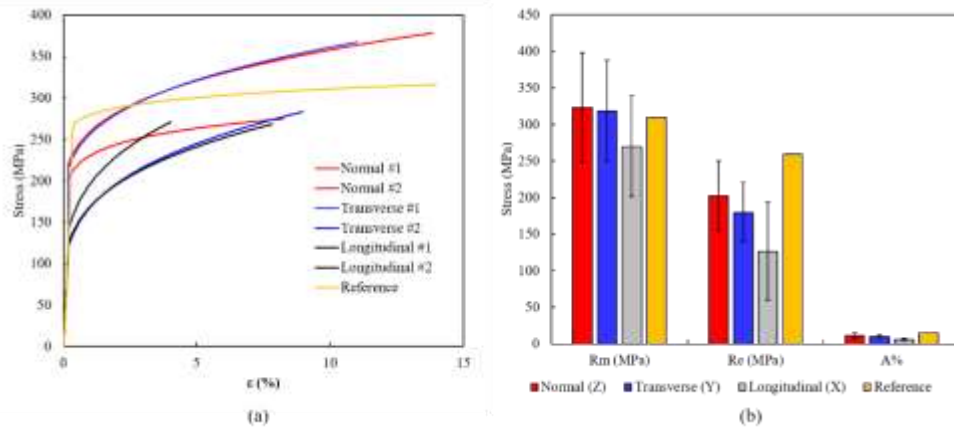 400
350
300
250
200
150
100
50
0
Stress (MPa)
Normal #1
Normal #2
Transverse #1
Transverse #2
Longitudinal #1
Longitudinal #2
Reference
0 5 10 15
ε (%)
(a)
450
400
350
300
250
200
150
100
50
0
Stress (MPa)
Rm (MPa) Re (MPa) A%
Normal (Z) Transverse (Y) Longitudinal (X) Reference
(b)